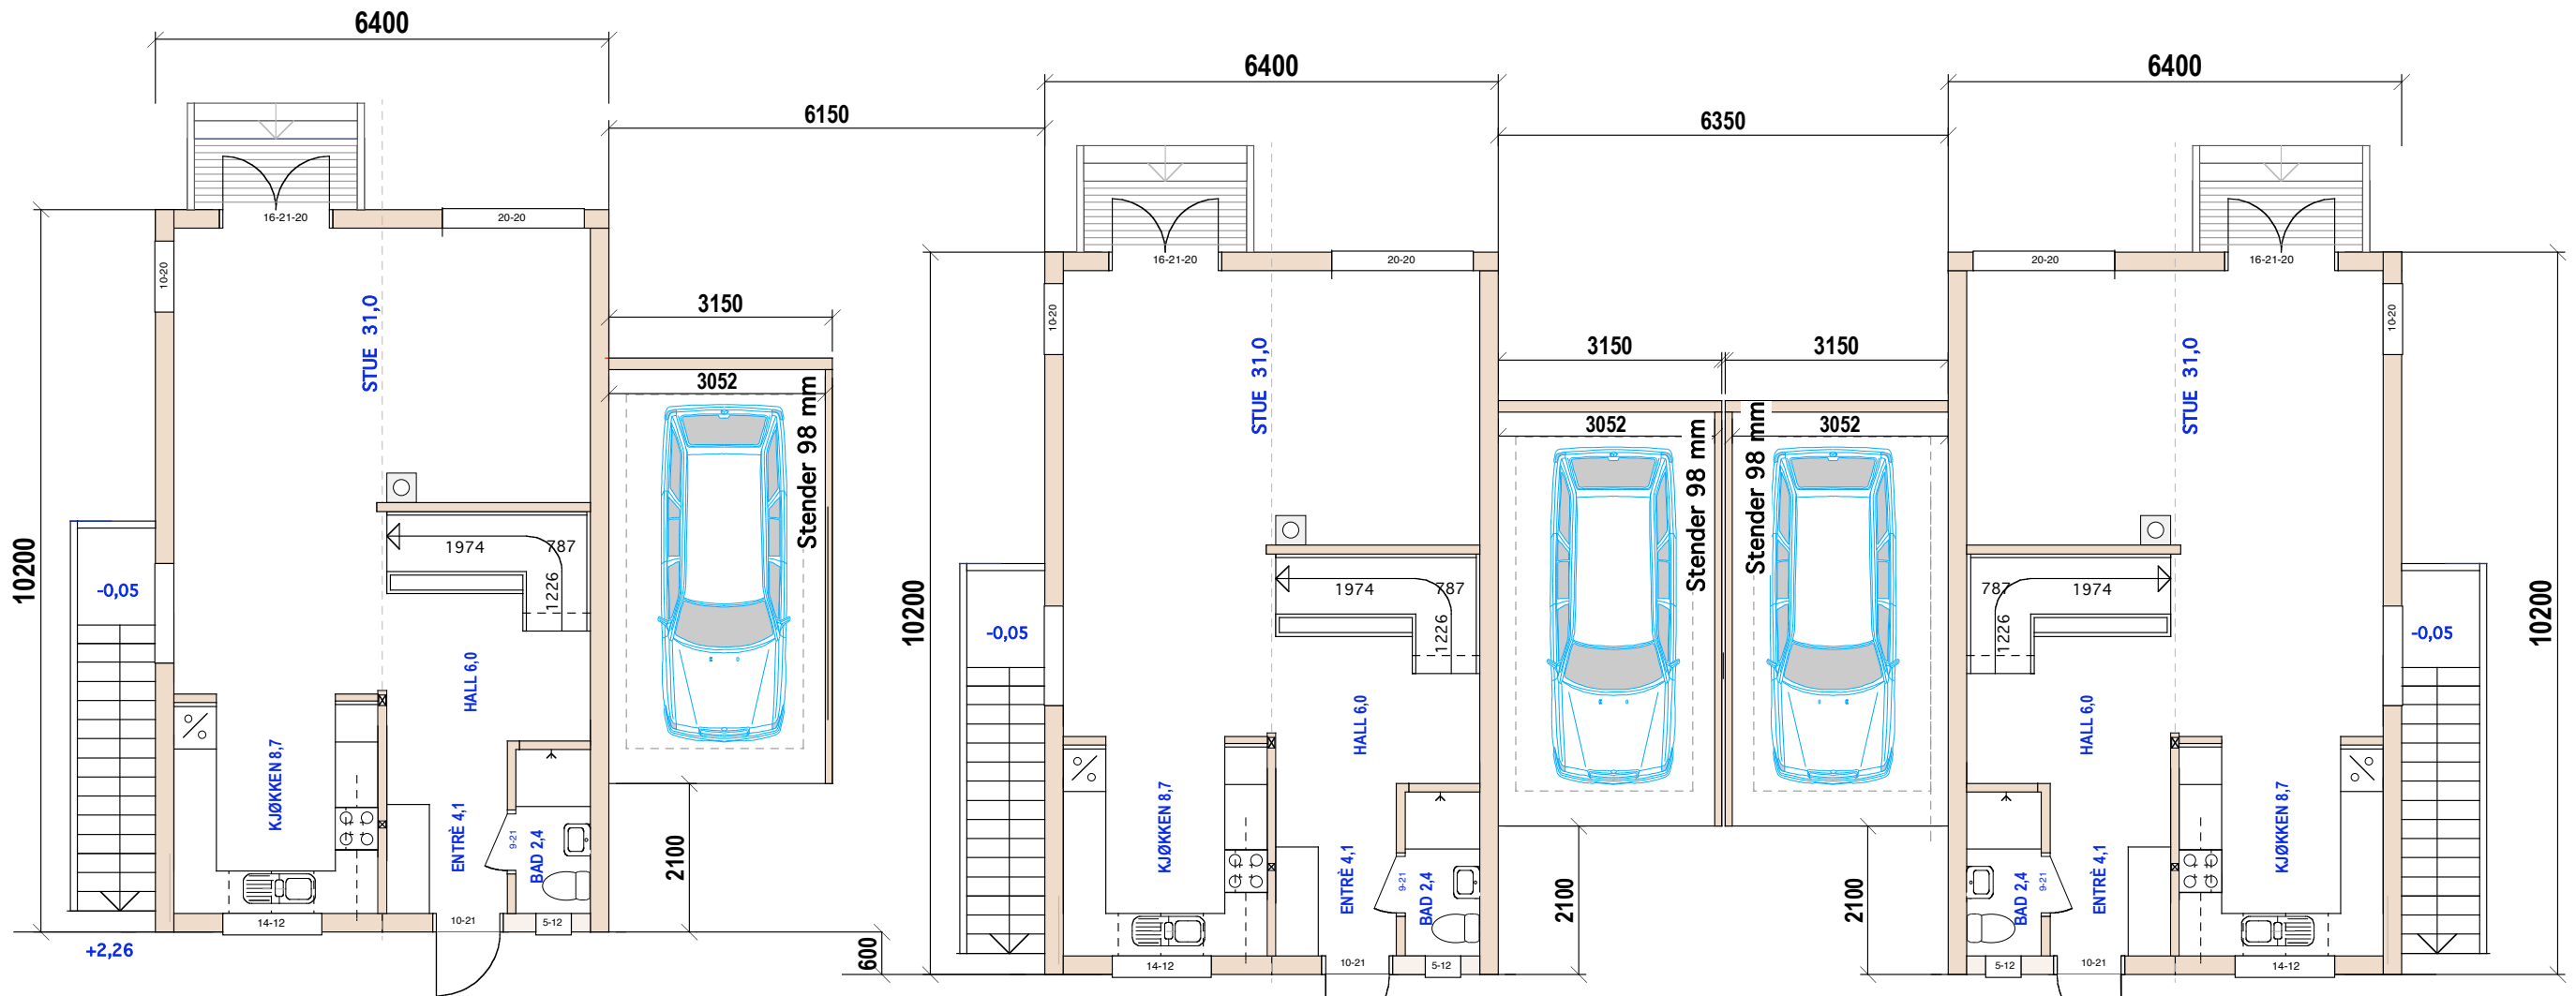 6400
6400
6400
6150
6350
16-21-20
20-20
10-20
STUE 31,0
3150
3052
Stender 98 mm
1974
787
1226
10200
-0,05
HALL 6,0
KJØKKEN 8,7
ENTRÈ 4,1
9-21
BAD 2,4
2100
14-12
10-21
5-12
+2,26
600
16-21-20
20-20
10-20
STUE 31,0
3150
3150
3052
3052
Stender 98 mm
Stender 98 mm
1974
787
1226
10200
-0,05
HALL 6,0
KJØKKEN 8,7
ENTRÈ 4,1
9-21
BAD 2,4
2100
2100
14-12
10-21
5-12
20-20
16-21-20
10-20
STUE 31,0
787
1974
1226
10200
-0,05
HALL 6,0
KJØKKEN 8,7
BAD 2,4
9-21
ENTRÈ 4,1
5-12
10-21
14-12